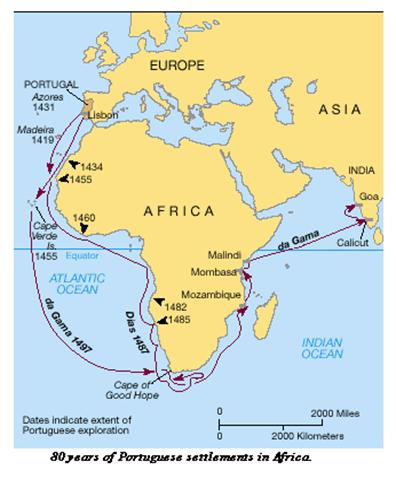 EUROPE
PORTUGAL
Azores
1431
Lisbon
ASIA
Madeira
1419
1434
1455
INDIA
Goa
AFRICA
1460
Cape
Verde
Is.
1455
da Gama
Calicut
Equator
Malindi
Mombasa
ATLANTIC
OCEAN
Mozambique
1482
1485
da Gama 1497
Dias 1487
INDIAN
OCEAN
Cape of
Good Hope
Dates indicate extent of
Portuguese exploration
0
2000 Miles
0
2000 Kilometers
80 years of Portuguese settlements in Africa.